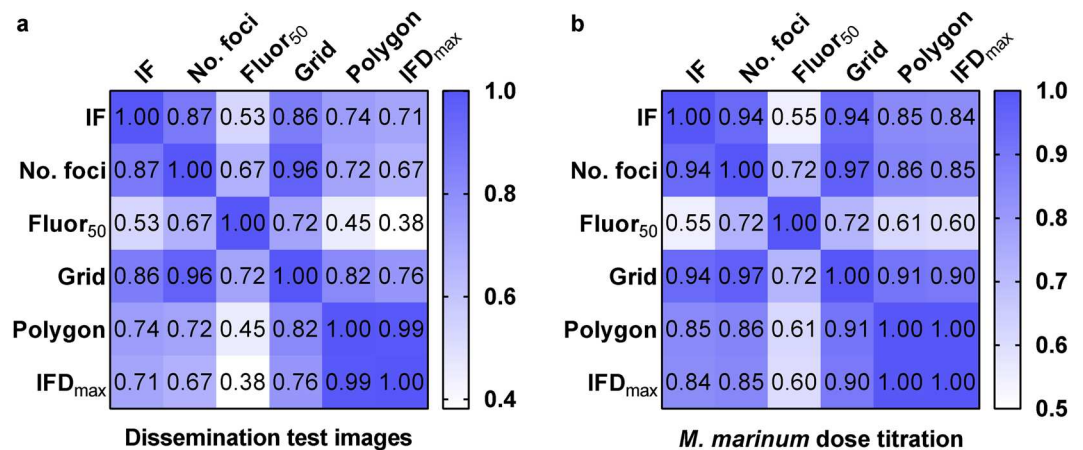 a
IF No. foci Fluor50 Grid Polygon IFDmax
IF 1.00 0.87 0.53 0.86 0.74 0.71
No. foci 0.87 1.00 0.67 0.96 0.72 0.67
Fluor50 0.53 0.67 1.00 0.72 0.45 0.38
Grid 0.86 0.96 0.72 1.00 0.82 0.76
Polygon 0.74 0.72 0.45 0.82 1.00 0.99
IFDmax 0.71 0.67 0.38 0.76 0.99 1.00
1.0
0.8
0.6
0.4
Dissemination test images
b
IF No. foci Fluor50 Grid Polygon IFDmax
IF 1.00 0.94 0.55 0.94 0.85 0.84
No. foci 0.94 1.00 0.72 0.97 0.86 0.85
Fluor50 0.55 0.72 1.00 0.72 0.61 0.60
Grid 0.94 0.97 0.72 1.00 0.91 0.90
Polygon 0.85 0.86 0.61 0.91 1.00 1.00
IFDmax 0.84 0.85 0.60 0.90 1.00 1.00
1.0
0.9
0.8
0.7
0.6
0.5
M. marinum dose titration